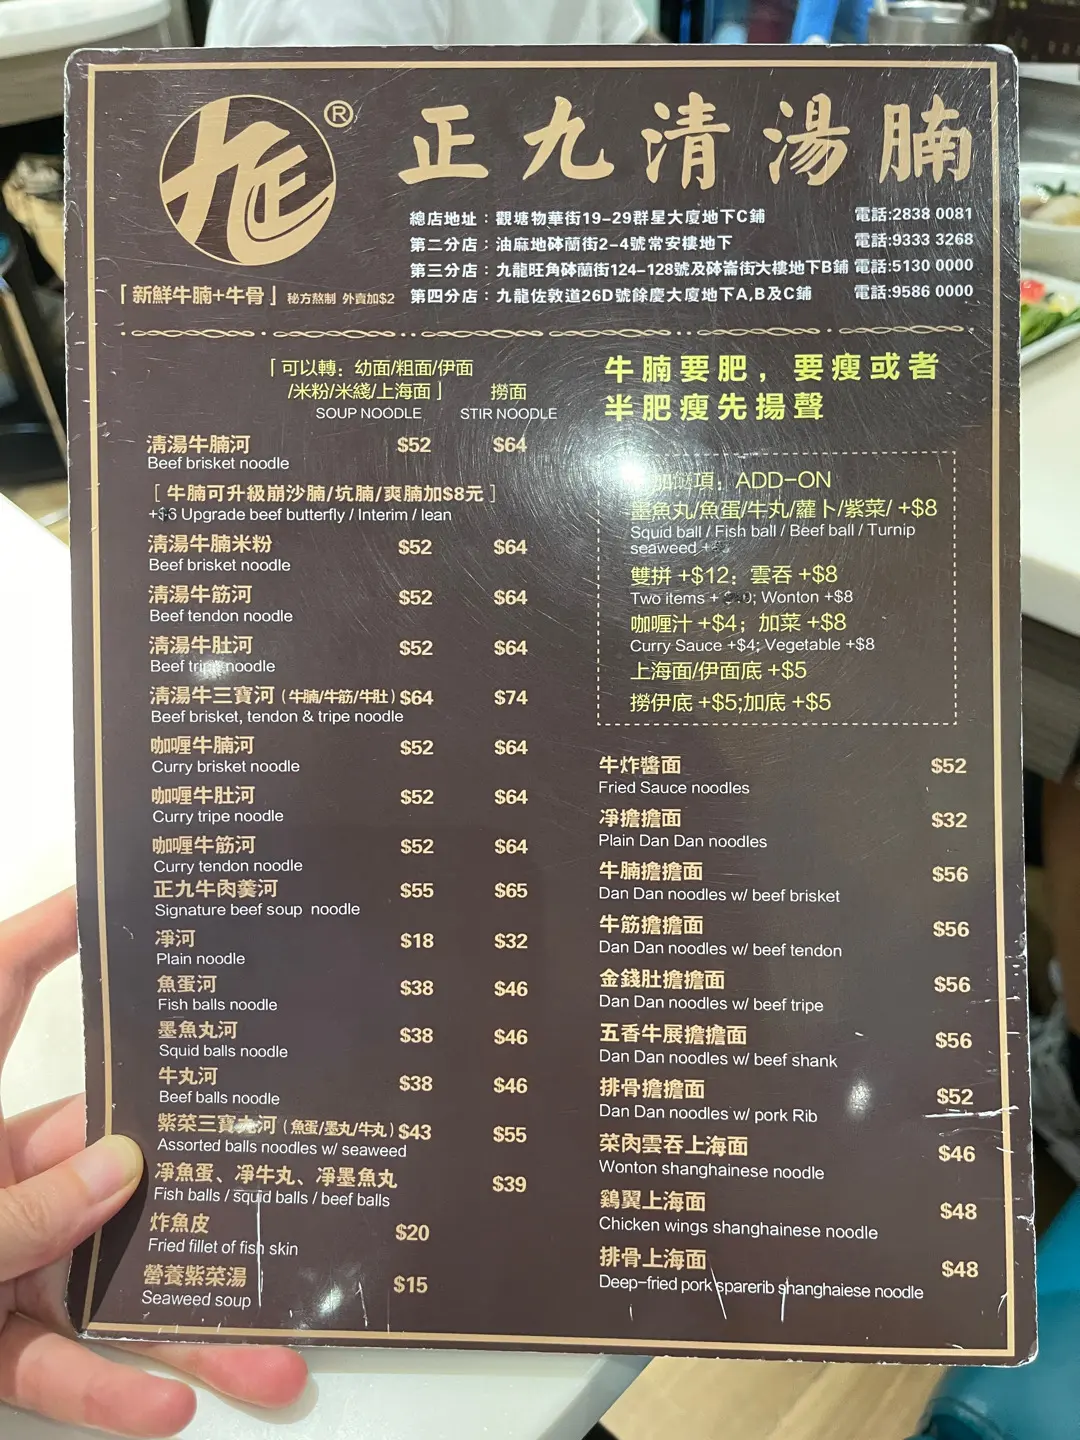 九正 ®
正九清湯腩
總店地址：觀塘物華街19-29群星大廈地下C鋪 電話:2838 0081
第二分店：油麻地砵蘭街2-4號常安樓地下 電話:9333 3268
第三分店：九龍旺角砵蘭街124-128號及砵崙街大樓地下B鋪 電話:5130 0000
第四分店：九龍佐敦道26D號餘慶大廈地下A,B及C鋪 電話:9586 0000
「新鮮牛腩+牛骨」秘方熬制 外賣加$2
「可以轉：幼面/粗面/伊面
/米粉/米綫/上海面」 撈面
SOUP NOODLE STIR NOODLE
清湯牛腩河 $52 $64
Beef brisket noodle
[ 牛腩可升級崩沙腩/坑腩/爽腩加$8元 ]
Upgrade beef butterfly / Interim / lean
清湯牛腩米粉 $52 $64
Beef brisket noodle
清湯牛筋河 $52 $64
Beef tendon noodle
清湯牛肚河 $52 $64
Beef tripe noodle
清湯牛三寶河（牛腩/牛筋/牛肚）$64 $74
Beef brisket, tendon & tripe noodle
咖喱牛腩河 $52 $64
Curry brisket noodle
咖喱牛肚河 $52 $64
Curry tripe noodle
咖喱牛筋河 $52 $64
Curry tendon noodle
正九牛肉羹河 $55 $65
Signature beef soup noodle
凈河 $18 $32
Plain noodle
魚蛋河 $38 $46
Fish balls noodle
墨魚丸河 $38 $46
Squid balls noodle
牛丸河 $38 $46
Beef balls noodle
紫菜三寶丸河（魚蛋/墨丸/牛丸）$43 $55
Assorted balls noodles w/ seaweed
凈魚蛋、凈牛丸、凈墨魚丸 $39
Fish balls / squid balls / beef balls
炸魚皮 $20
Fried fillet of fish skin
營養紫菜湯 $15
Seaweed soup
牛腩要肥，要瘦或者
半肥瘦先揚聲
項：ADD-ON
墨魚丸/魚蛋/牛丸/蘿卜/紫菜/ +$8
Squid ball / Fish ball / Beef ball / Turnip
seaweed +
雙拼 +$12；雲吞 +$8
Two items + ; Wonton +$8
咖喱汁 +$4；加菜 +$8
Curry Sauce +$4; Vegetable +$8
上海面/伊面底 +$5
撈伊底 +$5;加底 +$5
牛炸醬面 $52
Fried Sauce noodles
凈擔擔面 $32
Plain Dan Dan noodles
牛腩擔擔面 $56
Dan Dan noodles w/ beef brisket
牛筋擔擔面 $56
Dan Dan noodles w/ beef tendon
金錢肚擔擔面 $56
Dan Dan noodles w/ beef tripe
五香牛展擔擔面 $56
Dan Dan noodles w/ beef shank
排骨擔擔面 $52
Dan Dan noodles w/ pork Rib
菜肉雲吞上海面 $46
Wonton shanghainese noodle
鷄翼上海面 $48
Chicken wings shanghainese noodle
排骨上海面 $48
Deep-fried pork sparerib shanghaiese noodle